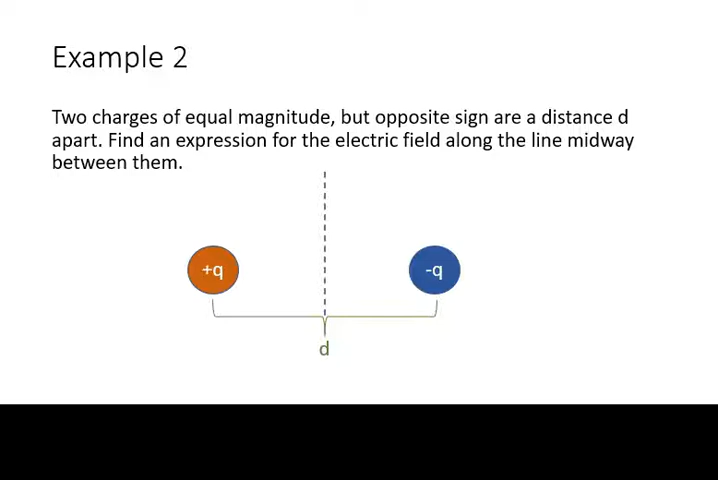 Example 2
Two charges of equal magnitude, but opposite sign are a distance d
apart. Find an expression for the electric field along the line midway
between them.
+q
-q
d